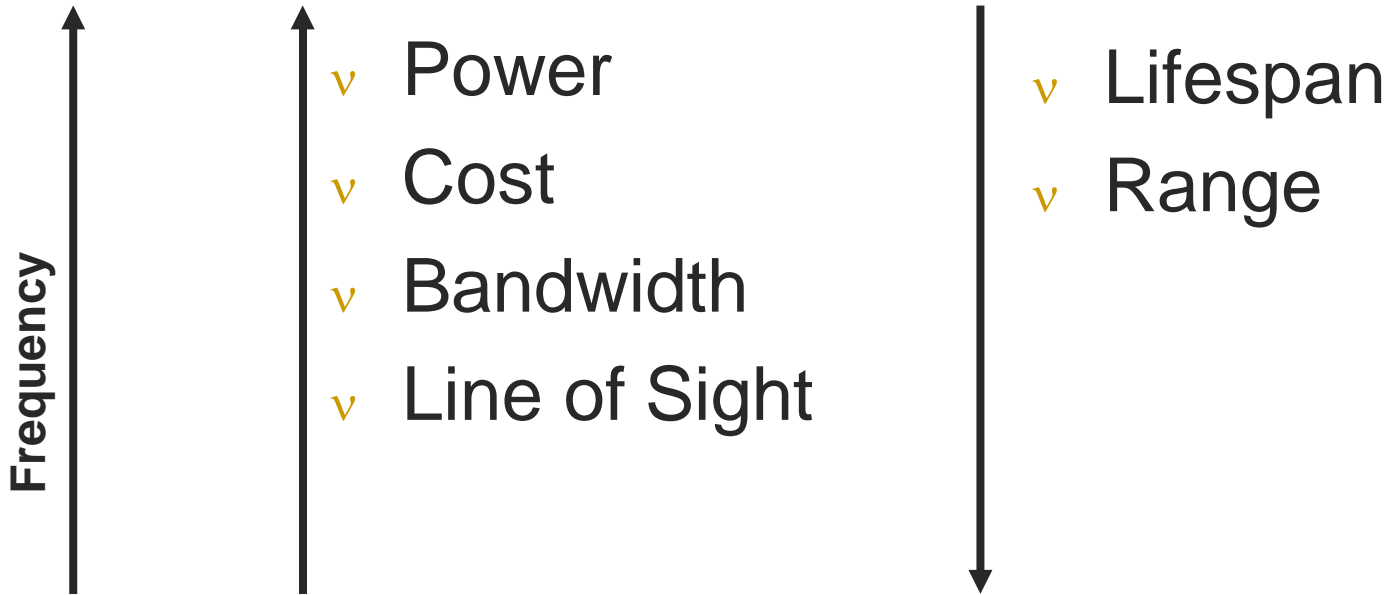 Frequency
ν Power
ν Cost
ν Bandwidth
ν Line of Sight
ν Lifespan
ν Range